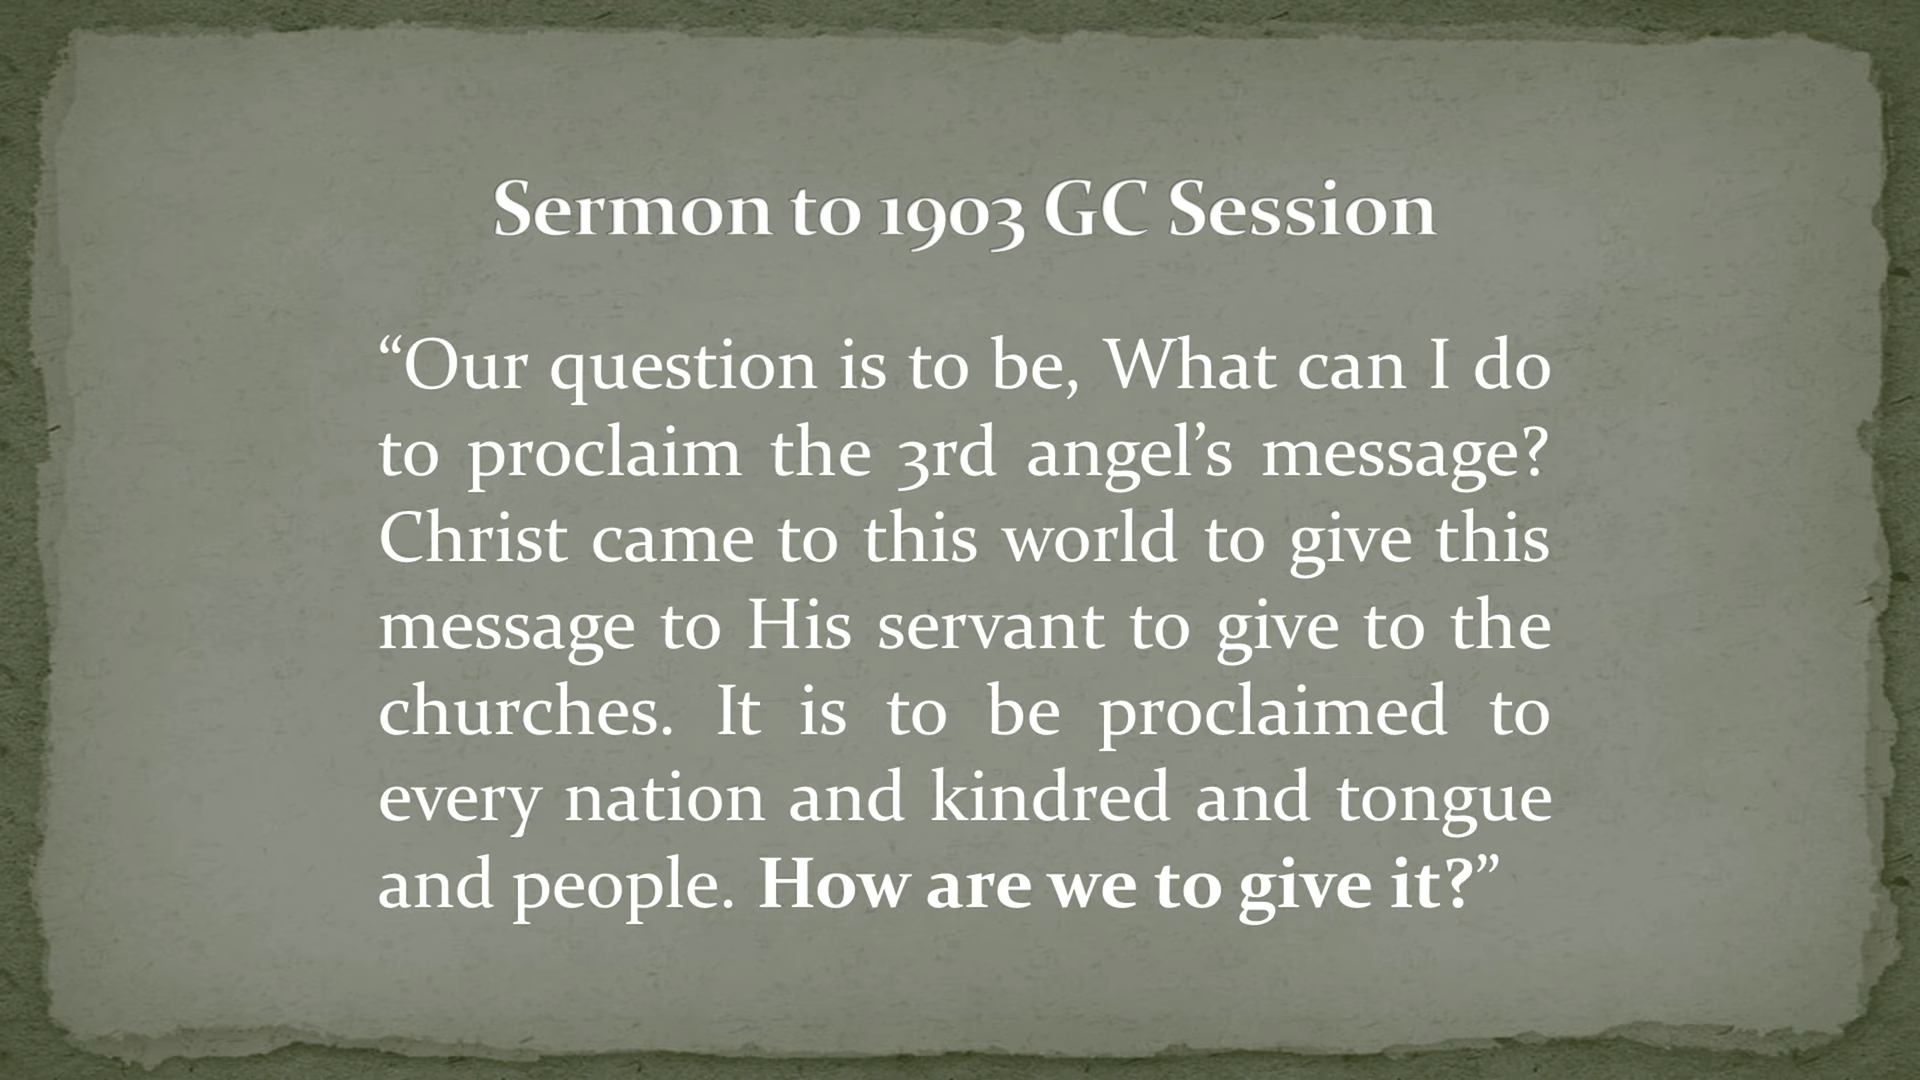 Sermon to 1903 GC Session
“Our question is to be, What can I do
to proclaim the 3rd angel’s message?
Christ came to this world to give this
message to His servant to give to the
churches. It is to be proclaimed to
every nation and kindred and tongue
and people. How are we to give it?”